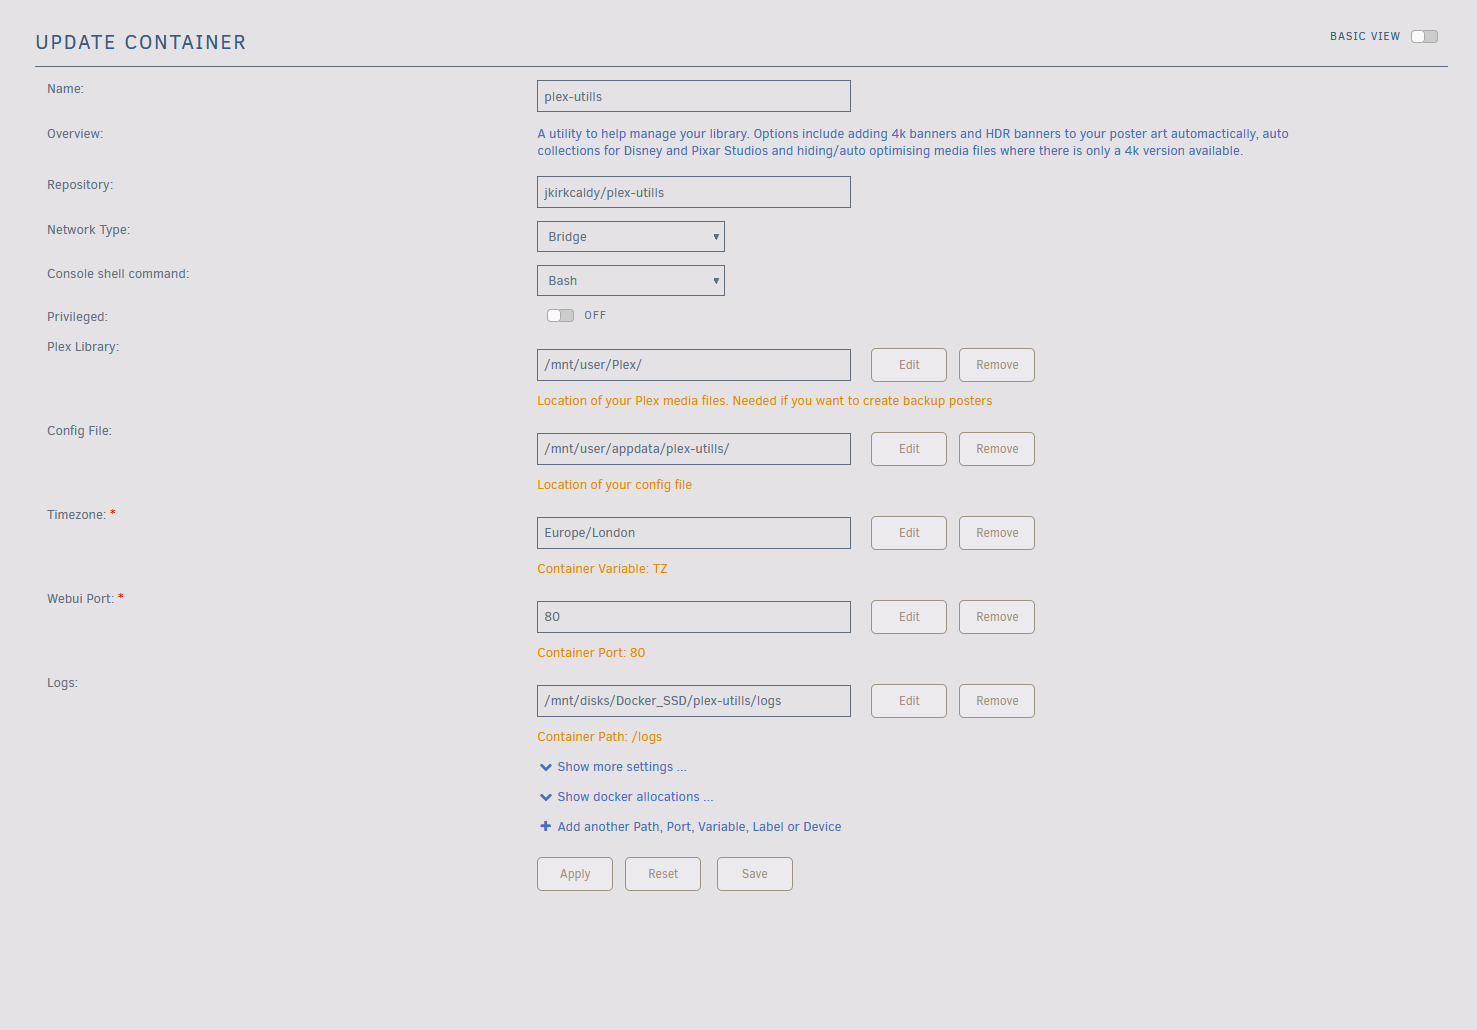 UPDATE CONTAINER
BASIC VIEW
Name:
plex-utills
Overview:
A utility to help manage your library. Options include adding 4k banners and HDR banners to your poster art automactically, auto
collections for Disney and Pixar Studios and hiding/auto optimising media files where there is only a 4k version available.
Repository:
jkirkcaldy/plex-utills
Network Type:
Bridge
Console shell command:
Bash
Privileged:
OFF
Plex Library:
/mnt/user/Plex/
Edit
Remove
Location of your Plex media files. Needed if you want to create backup posters
Config File:
/mnt/user/appdata/plex-utills/
Edit
Remove
Location of your config file
Timezone: *
Europe/London
Edit
Remove
Container Variable: TZ
Webui Port: *
80
Edit
Remove
Container Port: 80
Logs:
/mnt/disks/Docker_SSD/plex-utills/logs
Edit
Remove
Container Path: /logs
Show more settings ...
Show docker allocations ...
Add another Path, Port, Variable, Label or Device
Apply
Reset
Save